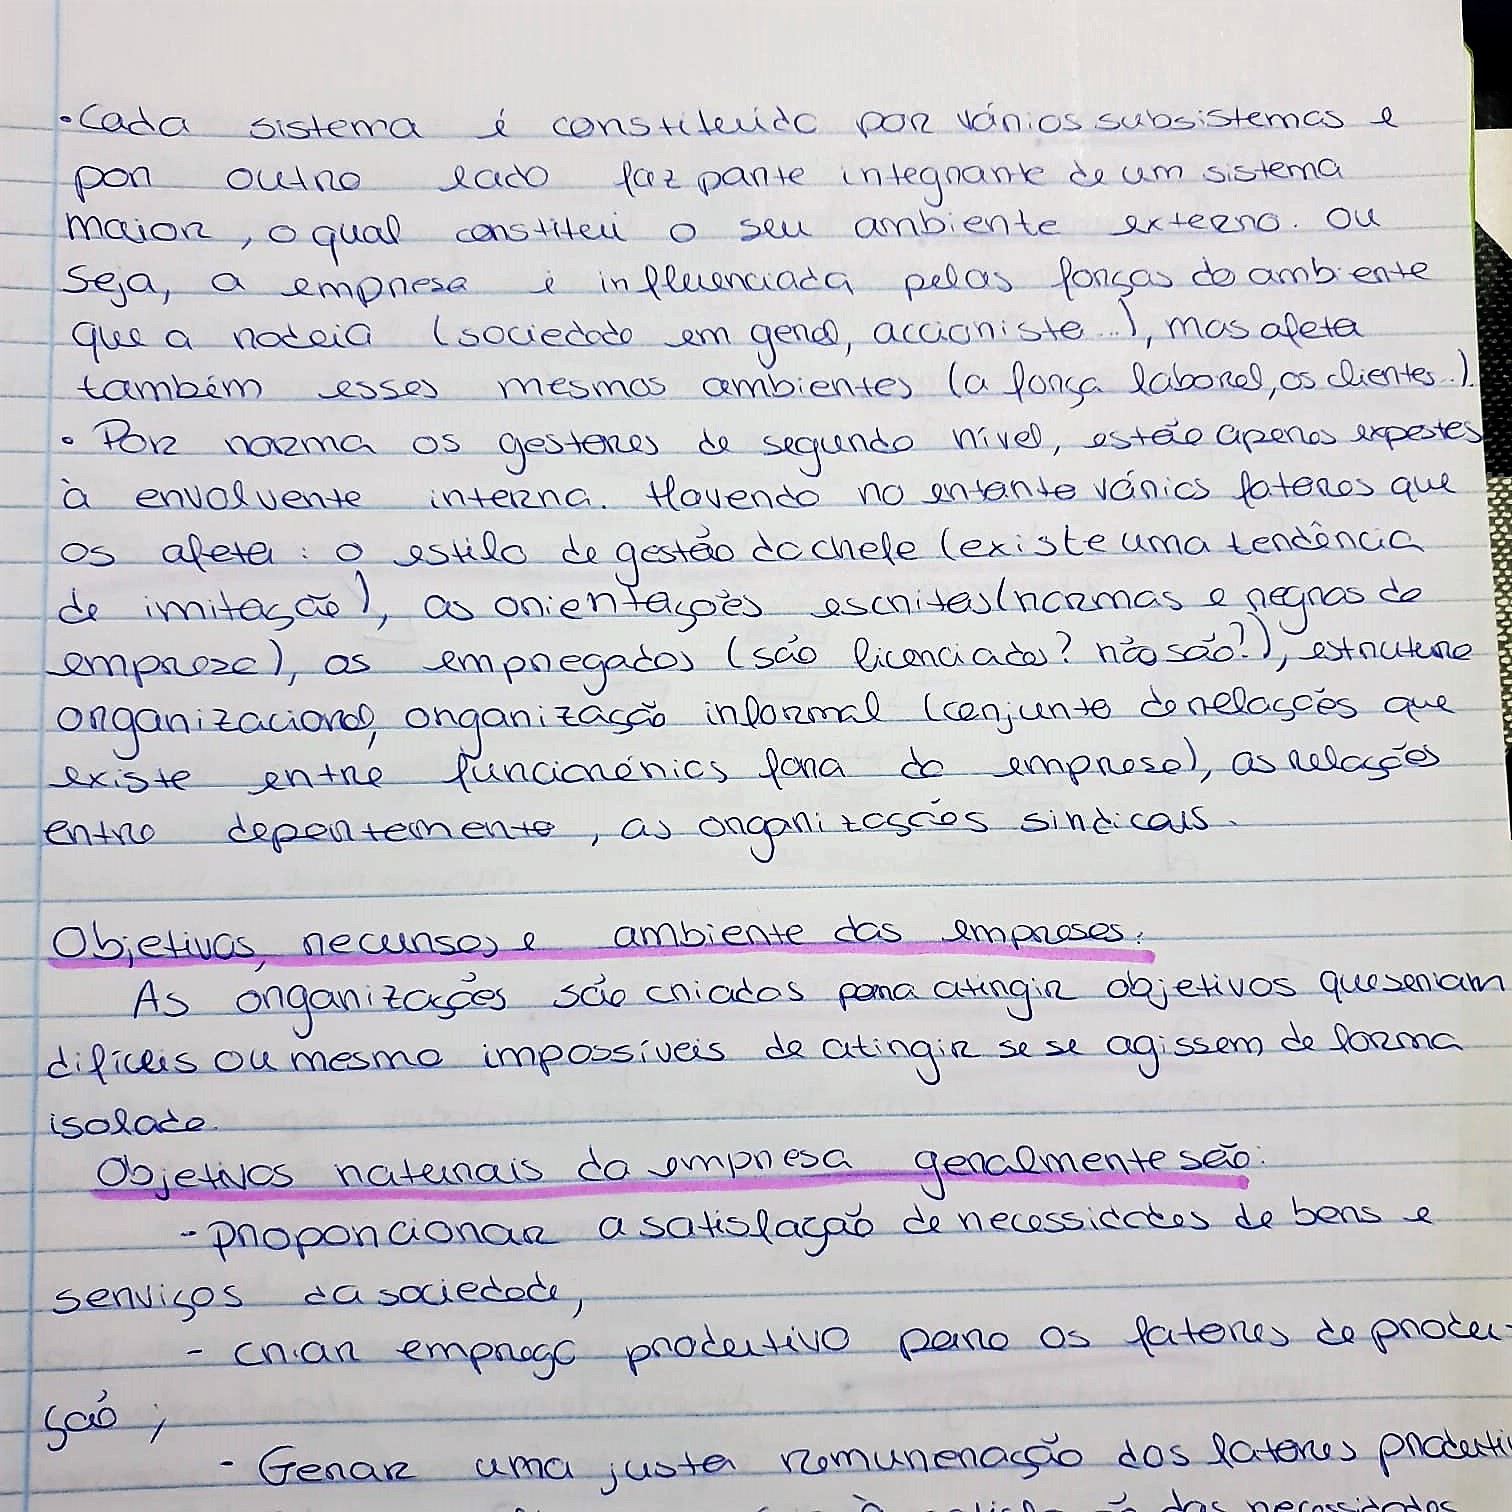 • Cada sistema é constituído por vários subsistemas e
por outro lado faz parte integrante de um sistema
maior, o qual constitui o seu ambiente externo. Ou
seja, a empresa é influenciada pelas forças do ambiente
que a rodeia (sociedade em geral, accionista...), mas afeta
também esses mesmos ambientes (a força laboral, os clientes..).
• Por norma os gestores de segundo nível, estão apenas expostos
à envolvente interna. Havendo no entanto vários fatores que
os afeta: o estilo de gestão do chefe (existe uma tendência
de imitação), as orientações escritas (normas e regras da
empresa), os empregados (são licenciados? não são?), estrutura
organizacional, organização informal (conjunto de relações que
existe entre funcionários fora da empresa), as relações
entre , as organizações sindicais.
Objetivos, recursos e ambiente das empresas:
As organizações são criadas para atingir objetivos que seriam
difíceis ou mesmo impossíveis de atingir se se agissem de forma
isolada.
Objetivos naturais da empresa geralmente são:
- proporcionar a satisfação de necessidades de bens e
serviços da sociedade,
- criar emprego produtivo para os fatores de produ-
ção;
- Gerar uma justa remuneração dos fatores produti
das necessidades